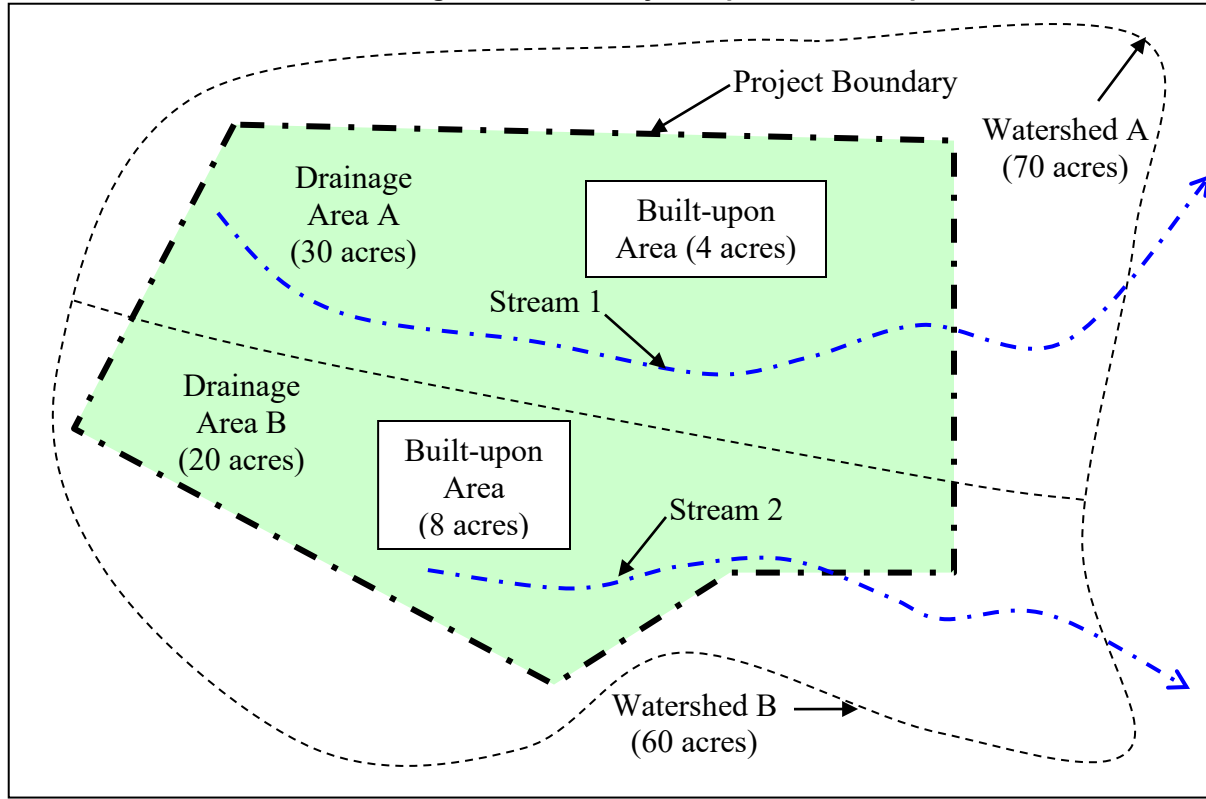 Project Boundary
Watershed A
(70 acres)
Drainage
Area A
(30 acres)
Built-upon
Area (4 acres)
Stream 1
Drainage
Area B
(20 acres)
Built-upon
Area
(8 acres)
Stream 2
Watershed B
(60 acres)